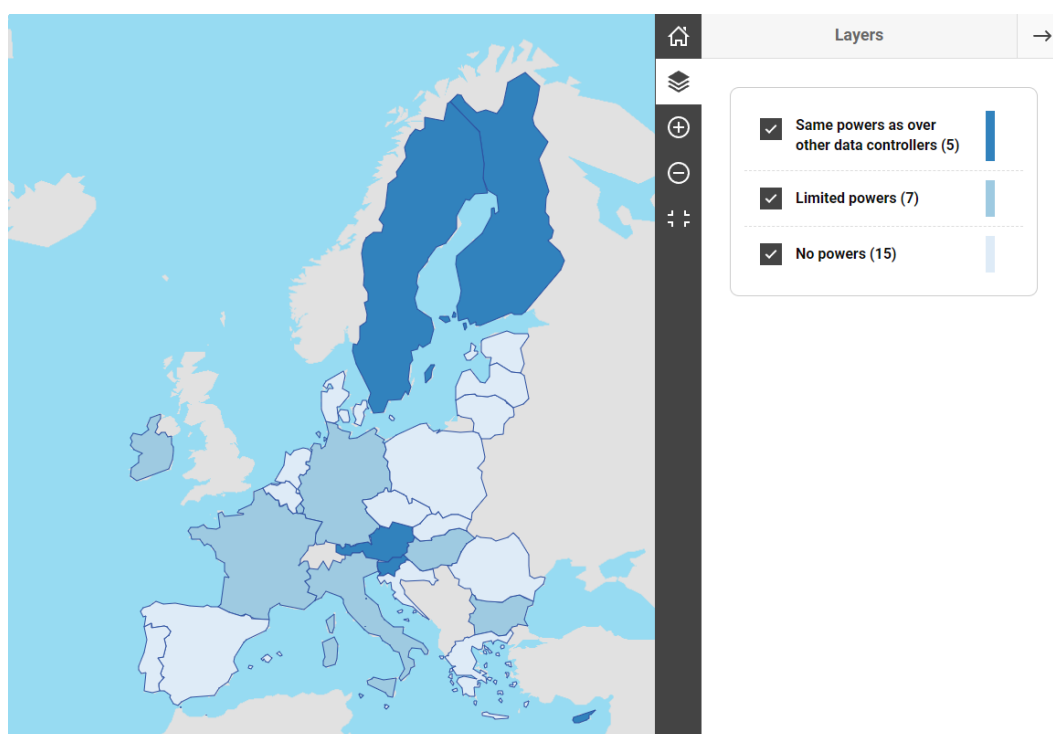 Layers
Same powers as over
other data controllers (5)
Limited powers (7)
No powers (15)